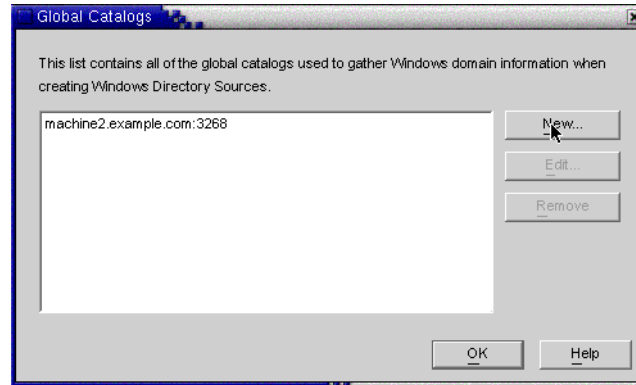 Global Catalogs
This list contains all of the global catalogs used to gather Windows domain information when
creating Windows Directory Sources.
machine2.example.com:3268
New...
Edit...
Remove
OK
Help